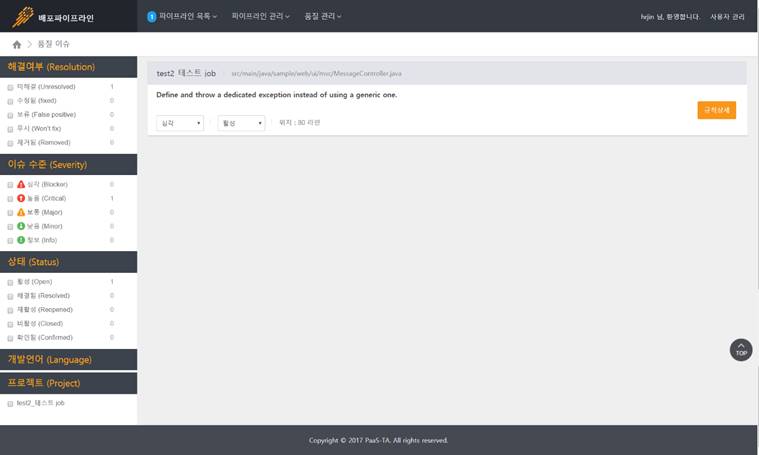 배포파이프라인
1 파이프라인 목록
파이프라인 관리
품질 관리
hrjin 님, 환영합니다.
사용자 관리
품질 이슈
해결여부 (Resolution)
미해결 (Unresolved) 1
수정됨 (fixed) 0
보류 (False positive) 0
무시 (Won't fix) 0
제거됨 (Removed) 0
이슈 수준 (Severity)
심각 (Blocker) 0
높음 (Critical) 1
보통 (Major) 0
낮음 (Minor) 0
정보 (Info) 0
상태 (Status)
활성 (Open) 1
해결됨 (Resolved) 0
재활성 (Reopened) 0
비활성 (Closed) 0
확인됨 (Confirmed) 0
개발언어 (Language)
프로젝트 (Project)
test2_테스트 job
test2 테스트 job
src/main/java/sample/web/ui/mvc/MessageController.java
Define and throw a dedicated exception instead of using a generic one.
규칙상세
심각
활성
위치 : 80 라인
TOP
Copyright © 2017 PaaS-TA. All rights reserved.